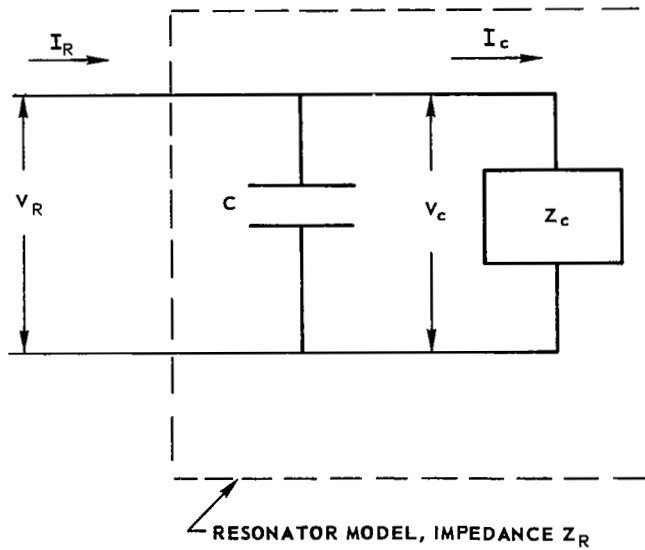 I_R
I_c
V_R
C
V_c
Z_c
RESONATOR MODEL, IMPEDANCE Z_R